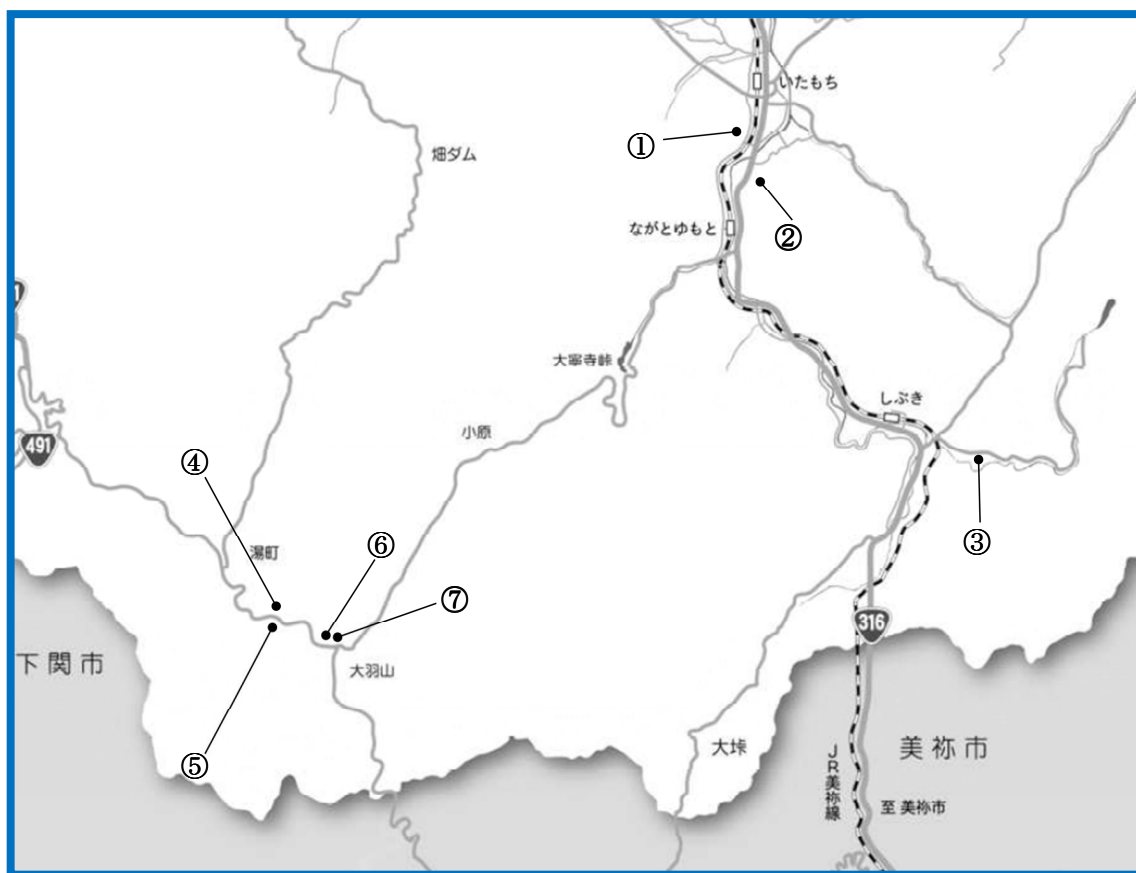 いたもち
①
畑ダム
②
ながとゆもと
大寧寺峠
しぶき
491
小原
④
③
湯町
⑥
⑦
316
下関市
大羽山
⑤
大垰
美祢市
JR美祢線
至 美祢市